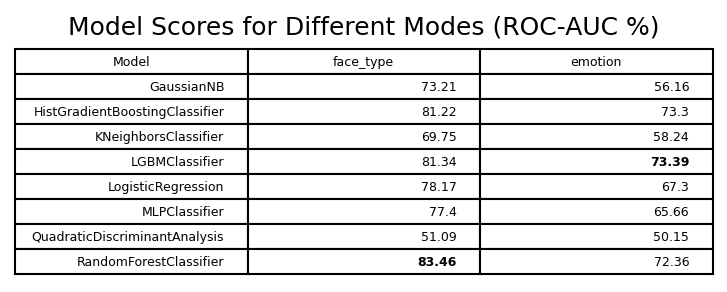 Model Scores for Different Modes (ROC-AUC %)
Model face_type emotion
GaussianNB 73.21 56.16
HistGradientBoostingClassifier 81.22 73.3
KNeighborsClassifier 69.75 58.24
LGBMClassifier 81.34 73.39
LogisticRegression 78.17 67.3
MLPClassifier 77.4 65.66
QuadraticDiscriminantAnalysis 51.09 50.15
RandomForestClassifier 83.46 72.36